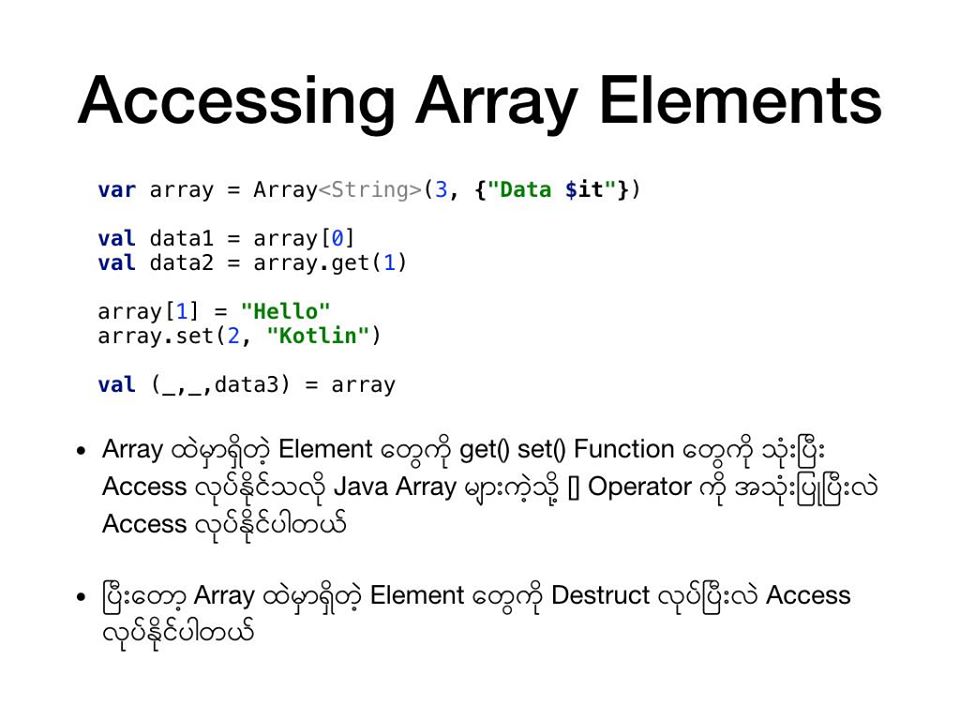 Accessing Array Elements
var array = Array<String>(3, {"Data $it"})
val data1 = array[0]
val data2 = array.get(1)
array[1] = "Hello"
array.set(2, "Kotlin")
val (_,_,data3) = array
• Array ထဲမှာရှိတဲ့ Element တွေကို get() set() Function တွေကို သုံးပြီး
Access လုပ်နိုင်သလို Java Array များကဲ့သို့ [] Operator ကို အသုံးပြုပြီးလဲ
Access လုပ်နိုင်ပါတယ်
• ပြီးတော့ Array ထဲမှာရှိတဲ့ Element တွေကို Destruct လုပ်ပြီးလဲ Access
လုပ်နိုင်ပါတယ်